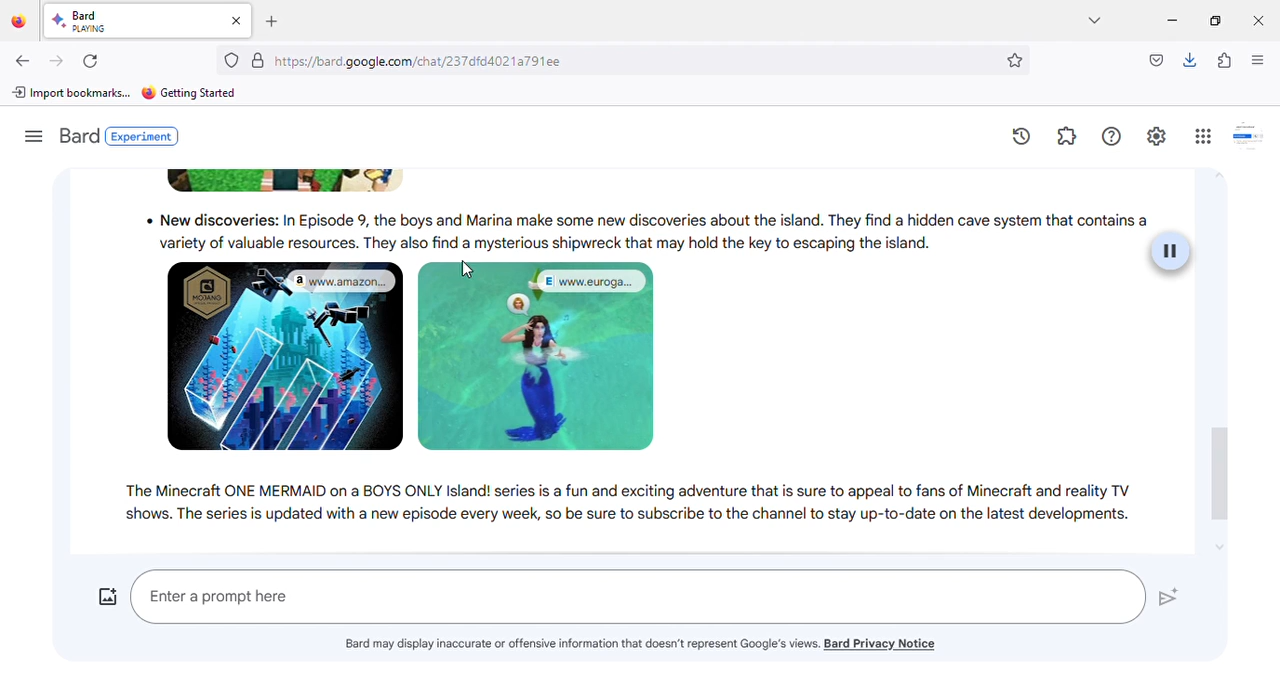 Bard
PLAYING
https://bard.google.com/chat/237dfd4021a791ee
Import bookmarks...
Getting Started
Bard
Experiment
• New discoveries: In Episode 9, the boys and Marina make some new discoveries about the island. They find a hidden cave system that contains a
variety of valuable resources. They also find a mysterious shipwreck that may hold the key to escaping the island.
MOJANG
www.amazon...
www.euroga...
The Minecraft ONE MERMAID on a BOYS ONLY Island! series is a fun and exciting adventure that is sure to appeal to fans of Minecraft and reality TV
shows. The series is updated with a new episode every week, so be sure to subscribe to the channel to stay up-to-date on the latest developments.
Enter a prompt here
Bard may display inaccurate or offensive information that doesn't represent Google's views. Bard Privacy Notice